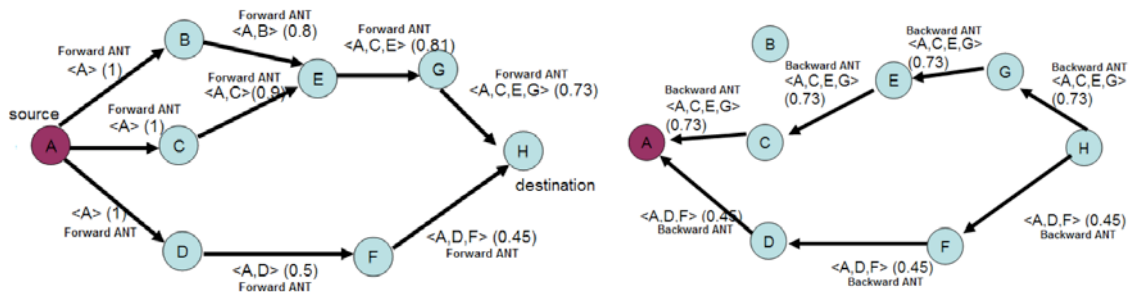 Forward ANT
<A> (1)
B
Forward ANT
<A,B> (0.8)
Forward ANT
<A,C,E> (0.81)
Forward ANT
<A,C>(0.9)
E
G
Forward ANT
<A,C,E,G> (0.73)
source
A
Forward ANT
<A> (1)
C
H
destination
<A> (1)
Forward ANT
D
<A,D> (0.5)
Forward ANT
F
<A,D,F> (0.45)
Forward ANT
B
Backward ANT
<A,C,E,G>
(0.73)
G
Backward ANT
<A,C,E,G>
(0.73)
Backward ANT
<A,C,E,G>
(0.73)
E
Backward ANT
<A,C,E,G>
(0.73)
A
C
H
<A,D.F> (0.45)
Backward ANT
D
<A,D,F> (0.45)
Backward ANT
F
<A,D,F> (0.45)
Backward ANT